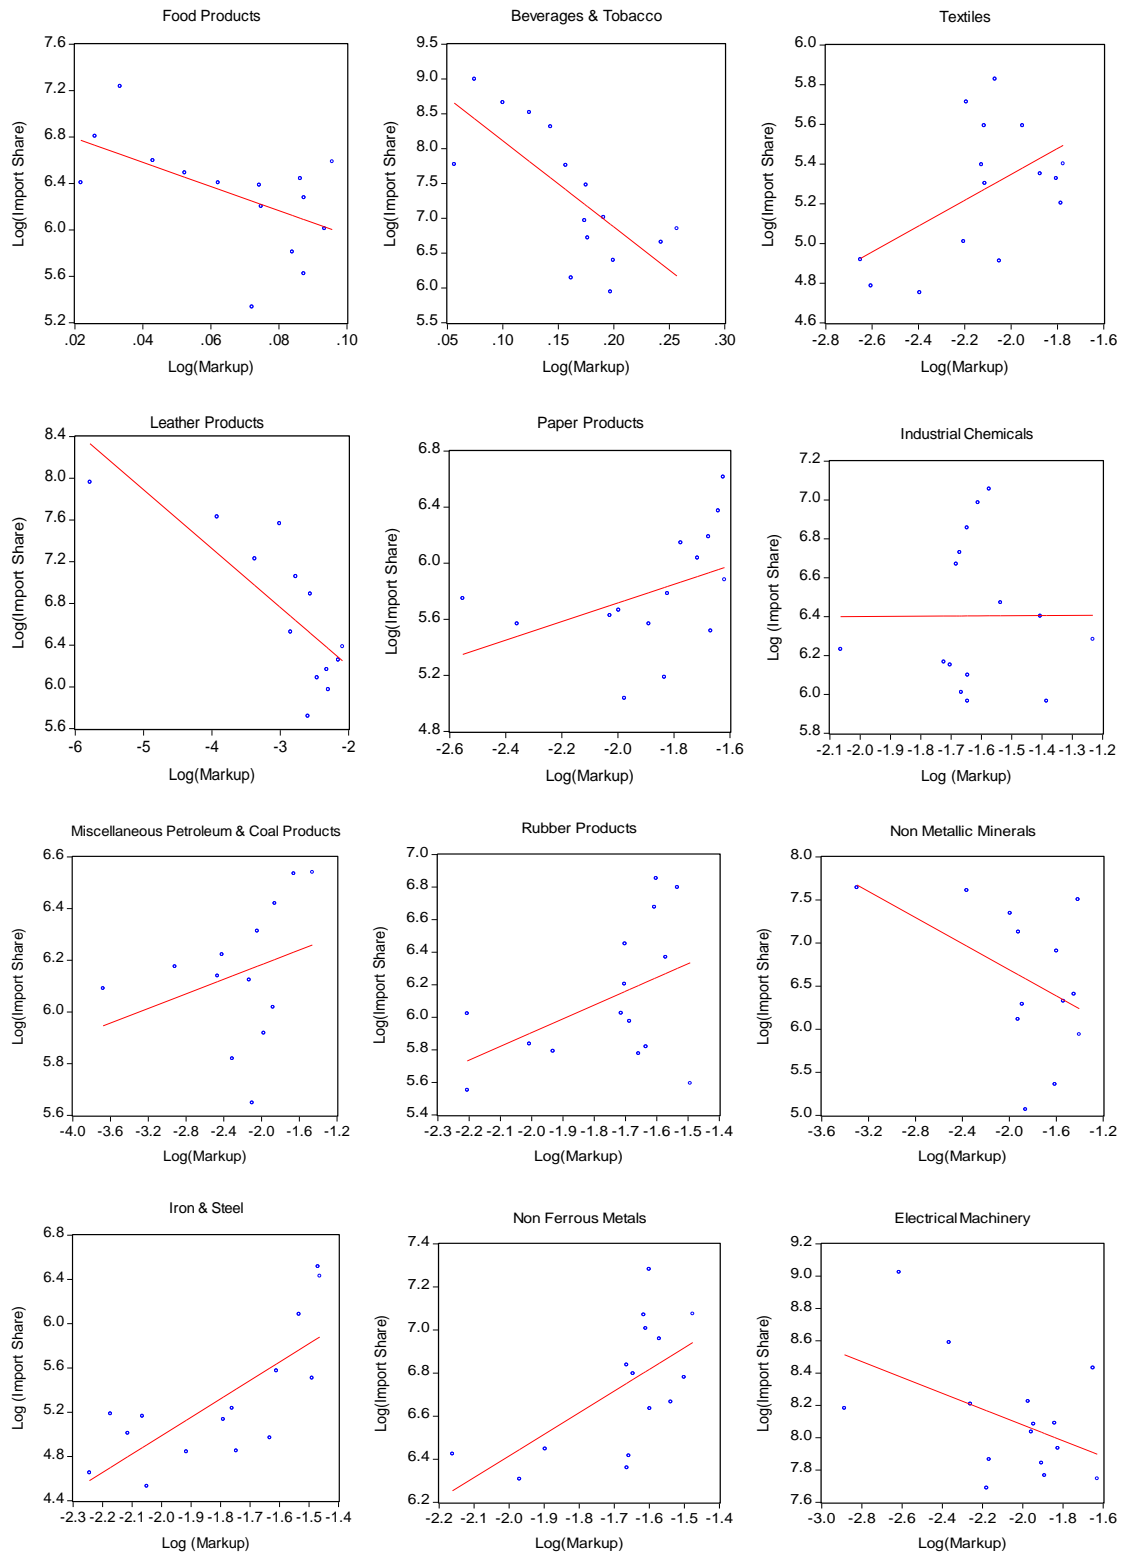 Food Products
Log(Import Share)
7.6
7.2
6.8
6.4
6.0
5.6
5.2
.02 .04 .06 .08 .10
Log(Markup)
Beverages & Tobacco
Log(Import Share)
9.5
9.0
8.5
8.0
7.5
7.0
6.5
6.0
5.5
.05 .10 .15 .20 .25 .30
Log(Markup)
Textiles
Log(Import Share)
6.0
5.8
5.6
5.4
5.2
5.0
4.8
4.6
-2.8 -2.6 -2.4 -2.2 -2.0 -1.8 -1.6
Log(Markup)
Leather Products
Log(Import Share)
8.4
8.0
7.6
7.2
6.8
6.4
6.0
5.6
-6 -5 -4 -3 -2
Log(Markup)
Paper Products
Log(Import Share)
6.8
6.4
6.0
5.6
5.2
4.8
-2.6 -2.4 -2.2 -2.0 -1.8 -1.6
Log(Markup)
Industrial Chemicals
Log (Import Share)
7.2
7.0
6.8
6.6
6.4
6.2
6.0
5.8
-2.1 -2.0 -1.9 -1.8 -1.7 -1.6 -1.5 -1.4 -1.3 -1.2
Log (Markup)
Miscellaneous Petroleum & Coal Products
Log(Import Share)
6.6
6.4
6.2
6.0
5.8
5.6
-4.0 -3.6 -3.2 -2.8 -2.4 -2.0 -1.6 -1.2
Log(Markup)
Rubber Products
Log(Import Share)
7.0
6.8
6.6
6.4
6.2
6.0
5.8
5.6
5.4
-2.3 -2.2 -2.1 -2.0 -1.9 -1.8 -1.7 -1.6 -1.5 -1.4
Log(Markup)
Non Metallic Minerals
Log(Import Share)
8.0
7.5
7.0
6.5
6.0
5.5
5.0
-3.6 -3.2 -2.8 -2.4 -2.0 -1.6 -1.2
Log(Markup)
Iron & Steel
Log (Import Share)
6.8
6.4
6.0
5.6
5.2
4.8
4.4
-2.3 -2.2 -2.1 -2.0 -1.9 -1.8 -1.7 -1.6 -1.5 -1.4
Log (Markup)
Non Ferrous Metals
Log(Import Share)
7.4
7.2
7.0
6.8
6.6
6.4
6.2
-2.2 -2.1 -2.0 -1.9 -1.8 -1.7 -1.6 -1.5 -1.4
Log(Markup)
Electrical Machinery
Log(Import Share)
9.2
9.0
8.8
8.6
8.4
8.2
8.0
7.8
7.6
-3.0 -2.8 -2.6 -2.4 -2.2 -2.0 -1.8 -1.6
Log(Markup)